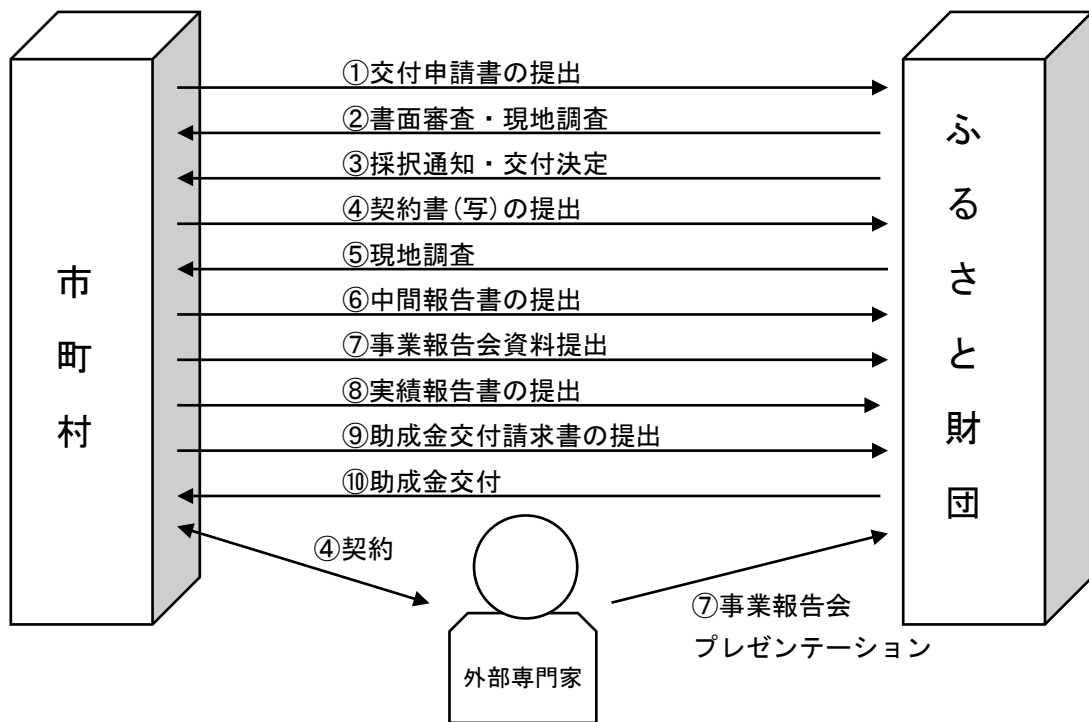 ①交付申請書の提出
②書面審査・現地調査
③採択通知・交付決定
④契約書(写)の提出
⑤現地調査
⑥中間報告書の提出
⑦事業報告会資料提出
⑧実績報告書の提出
⑨助成金交付請求書の提出
⑩助成金交付
市町村
ふるさと財団
④契約
⑦事業報告会
プレゼンテーション
外部専門家